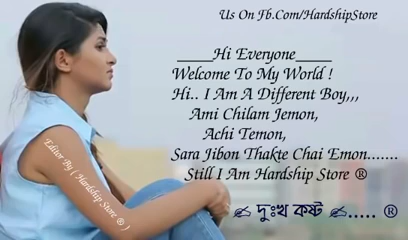 Us On Fb.Com/HardshipStore
____Hi Everyone____
Welcome To My World !
Hi.. I Am A Different Boy,,,
Ami Chilam Jemon,
Achi Temon,
Sara Jibon Thakte Chai Emon.......
Still I Am Hardship Store ®
✍ দুঃখ কষ্ট ✍..... ®
Editor By ( Hardship Store ® )